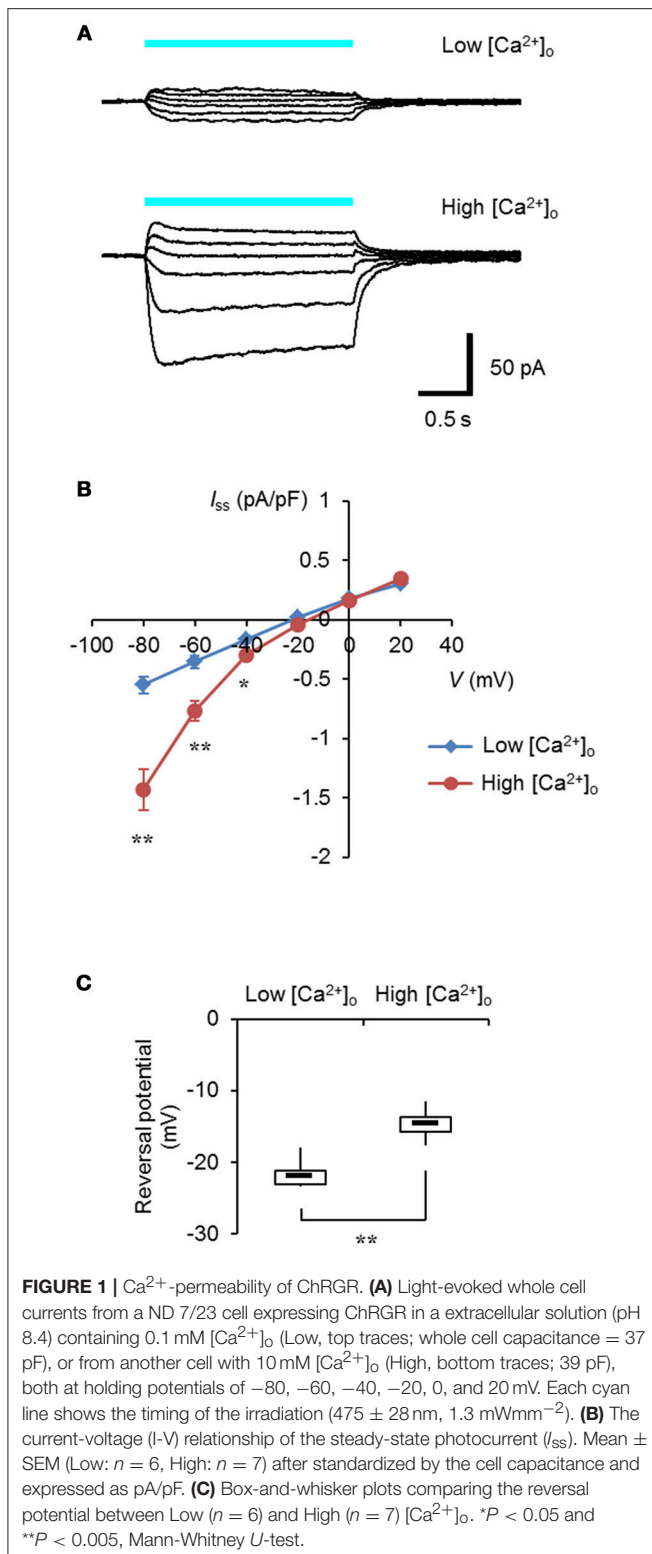 A
Low [Ca²⁺]ₒ
High [Ca²⁺]ₒ
50 pA
0.5 s
B
Iₛₛ (pA/pF)
1
0.5
0
-0.5
-1
-1.5
-2
-100 -80 -60 -40 -20 0 20 40
V (mV)
*
**
**
Low [Ca²⁺]ₒ
High [Ca²⁺]ₒ
C
Low [Ca²⁺]ₒ High [Ca²⁺]ₒ
Reversal potential
(mV)
0
-10
-20
-30
**
FIGURE 1 | Ca²⁺-permeability of ChRGR. (A) Light-evoked whole cell
currents from a ND 7/23 cell expressing ChRGR in a extracellular solution (pH
8.4) containing 0.1 mM [Ca²⁺]ₒ (Low, top traces; whole cell capacitance = 37
pF), or from another cell with 10 mM [Ca²⁺]ₒ (High, bottom traces; 39 pF),
both at holding potentials of −80, −60, −40, −20, 0, and 20 mV. Each cyan
line shows the timing of the irradiation (475 ± 28 nm, 1.3 mWmm⁻²). (B) The
current-voltage (I-V) relationship of the steady-state photocurrent (Iₛₛ). Mean ±
SEM (Low: n = 6, High: n = 7) after standardized by the cell capacitance and
expressed as pA/pF. (C) Box-and-whisker plots comparing the reversal
potential between Low (n = 6) and High (n = 7) [Ca²⁺]ₒ. *P < 0.05 and
**P < 0.005, Mann-Whitney U-test.